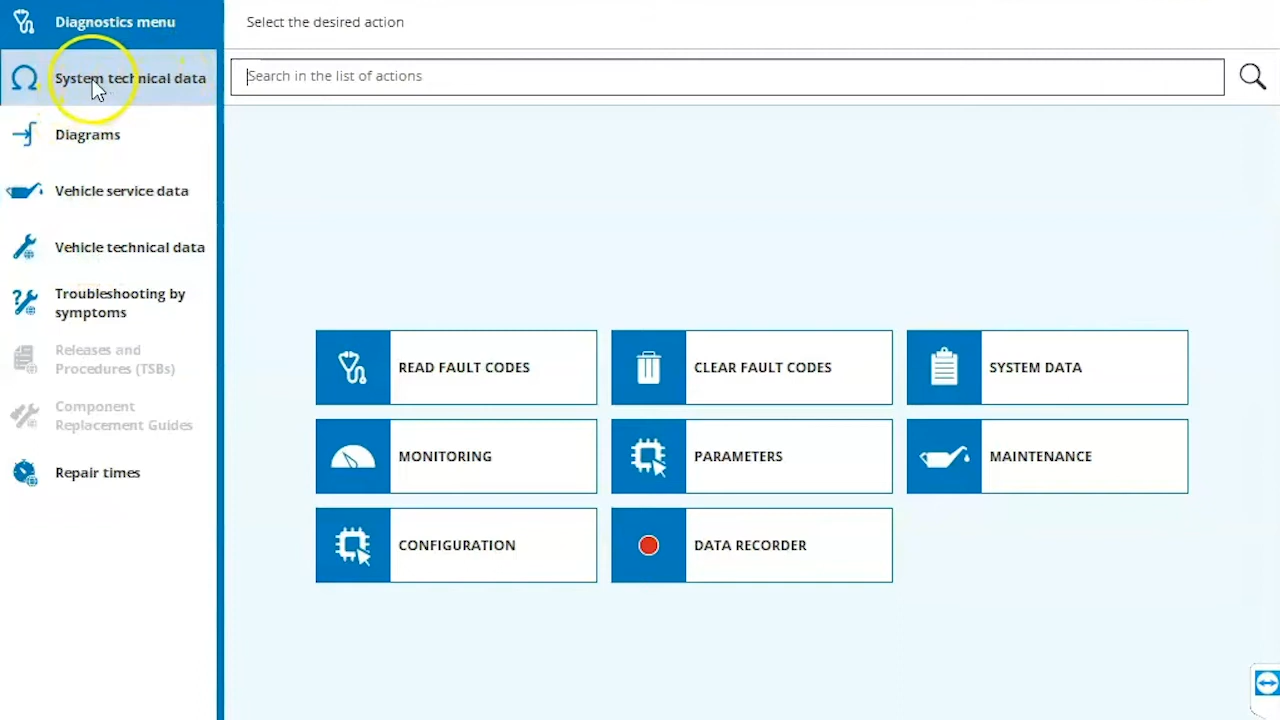 Diagnostics menu
Select the desired action
System technical data
Search in the list of actions
Diagrams
Vehicle service data
Vehicle technical data
Troubleshooting by
symptoms
Releases and
Procedures (TSBs)
Component
Replacement Guides
Repair times
READ FAULT CODES
CLEAR FAULT CODES
SYSTEM DATA
MONITORING
PARAMETERS
MAINTENANCE
CONFIGURATION
DATA RECORDER